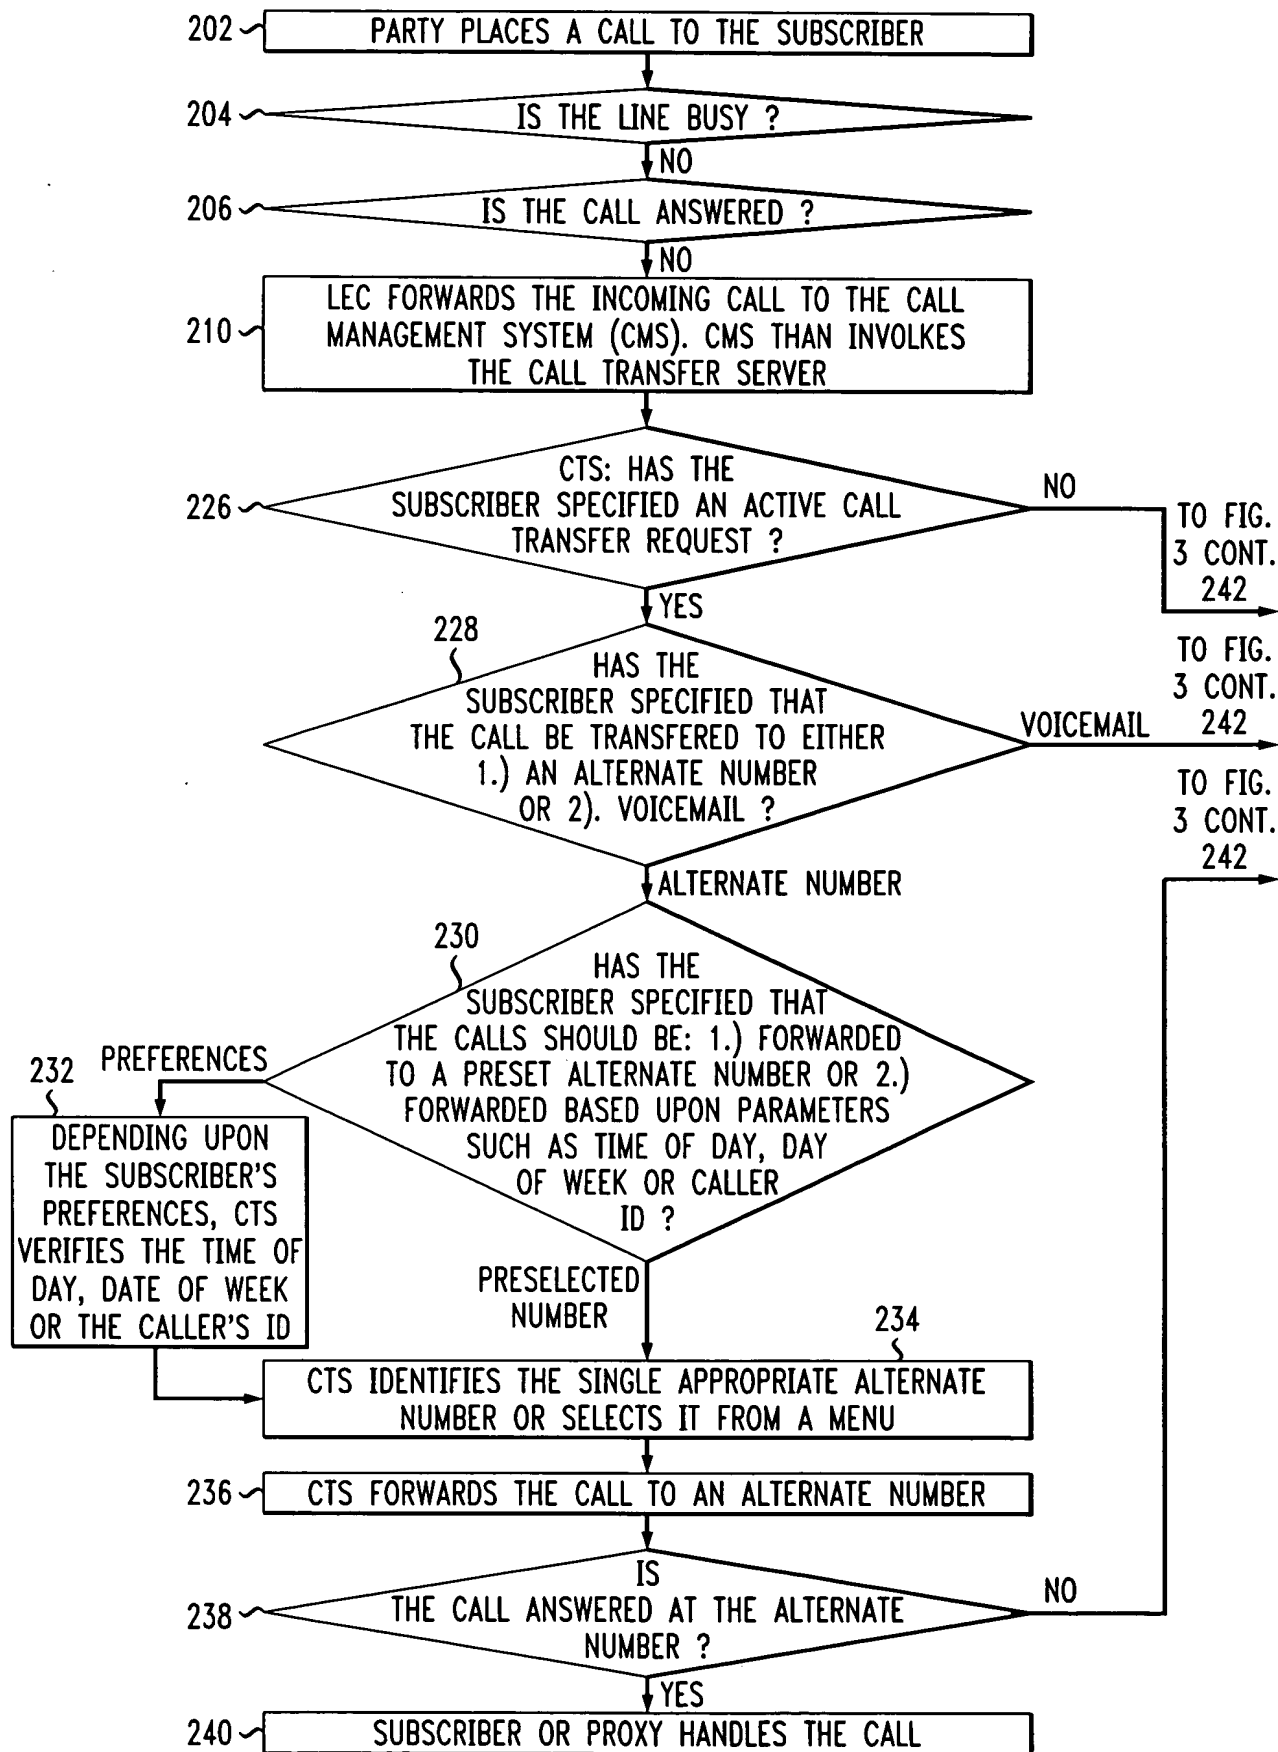 202
PARTY PLACES A CALL TO THE SUBSCRIBER
204
IS THE LINE BUSY ?
NO
206
IS THE CALL ANSWERED ?
NO
210
LEC FORWARDS THE INCOMING CALL TO THE CALL
MANAGEMENT SYSTEM (CMS). CMS THAN INVOLKES
THE CALL TRANSFER SERVER
226
CTS: HAS THE
SUBSCRIBER SPECIFIED AN ACTIVE CALL
TRANSFER REQUEST ?
NO
TO FIG.
3 CONT.
242
YES
228
HAS THE
SUBSCRIBER SPECIFIED THAT
THE CALL BE TRANSFERED TO EITHER
1.) AN ALTERNATE NUMBER
OR 2). VOICEMAIL ?
VOICEMAIL
TO FIG.
3 CONT.
242
ALTERNATE NUMBER
TO FIG.
3 CONT.
242
230
HAS THE
SUBSCRIBER SPECIFIED THAT
THE CALLS SHOULD BE: 1.) FORWARDED
TO A PRESET ALTERNATE NUMBER OR 2.)
FORWARDED BASED UPON PARAMETERS
SUCH AS TIME OF DAY, DAY
OF WEEK OR CALLER
ID ?
PREFERENCES
232
DEPENDING UPON
THE SUBSCRIBER'S
PREFERENCES, CTS
VERIFIES THE TIME OF
DAY, DATE OF WEEK
OR THE CALLER'S ID
PRESELECTED
NUMBER
234
CTS IDENTIFIES THE SINGLE APPROPRIATE ALTERNATE
NUMBER OR SELECTS IT FROM A MENU
236
CTS FORWARDS THE CALL TO AN ALTERNATE NUMBER
238
IS
THE CALL ANSWERED AT THE ALTERNATE
NUMBER ?
NO
YES
240
SUBSCRIBER OR PROXY HANDLES THE CALL